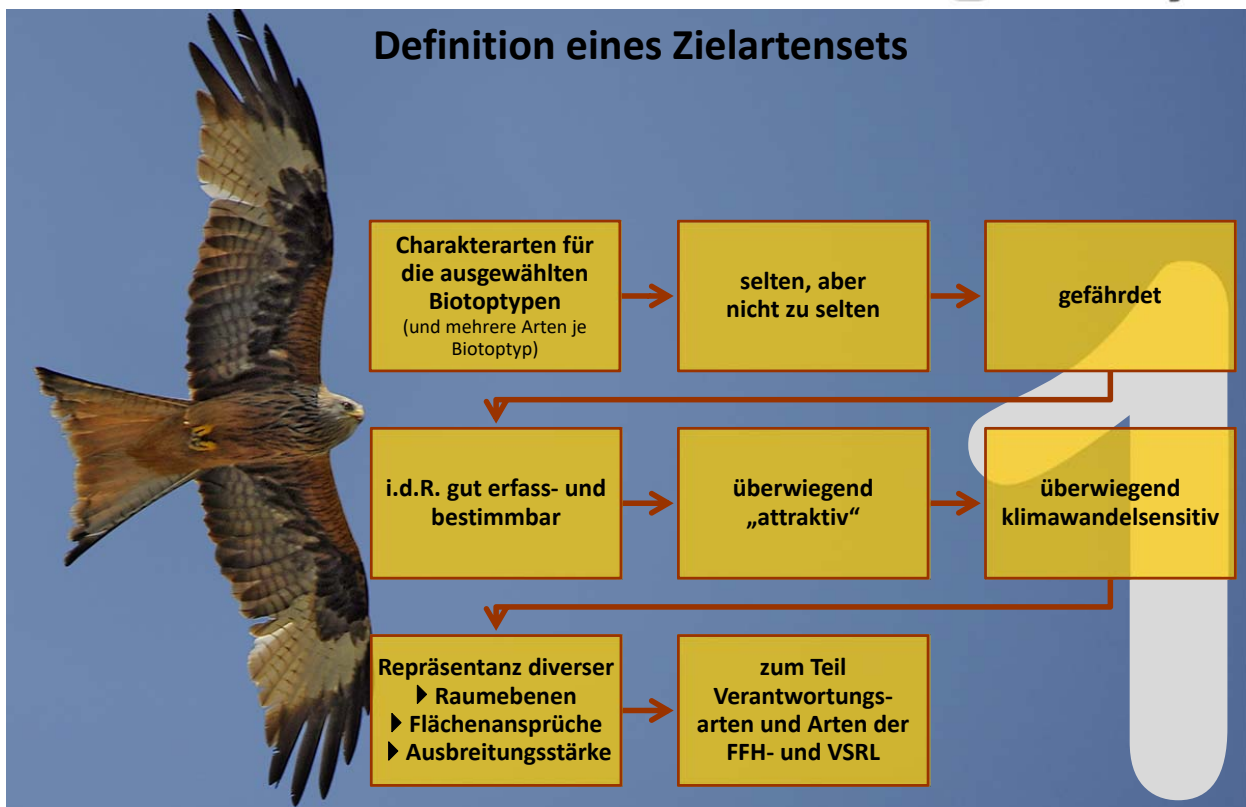 Definition eines Zielartensets
Charakterarten für
die ausgewählten
Biotoptypen
(und mehrere Arten je
Biotoptyp)
selten, aber
nicht zu selten
gefährdet
i.d.R. gut erfass- und
bestimmbar
überwiegend
„attraktiv“
überwiegend
klimawandelsensitiv
Repräsentanz diverser
Raumebenen
Flächenansprüche
Ausbreitungsstärke
zum Teil
Verantwortungs-
arten und Arten der
FFH- und VSRL
1